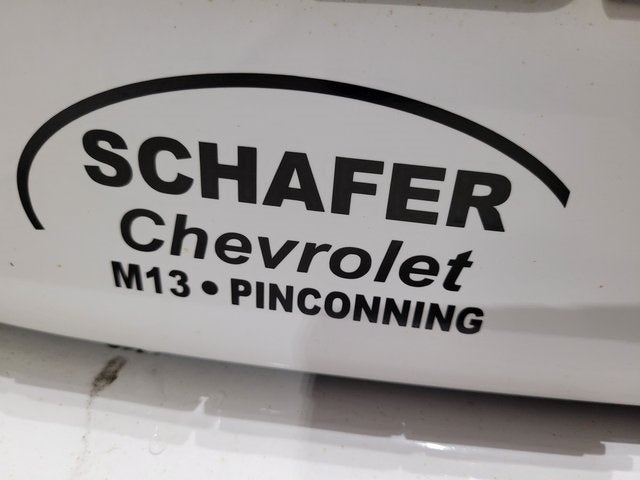 SCHAFER
Chevrolet
M13 • PINCONNING